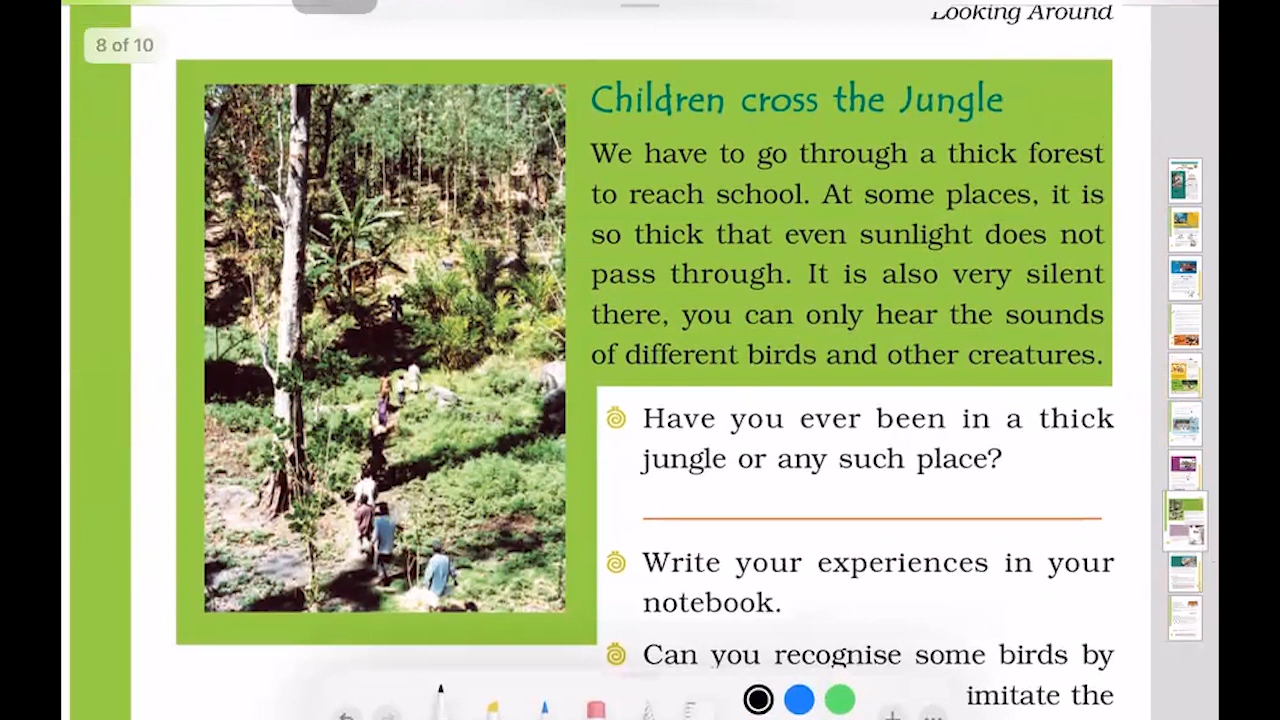 Looking Around
8 of 10
Children cross the Jungle
We have to go through a thick forest
to reach school. At some places, it is
so thick that even sunlight does not
pass through. It is also very silent
there, you can only hear the sounds
of different birds and other creatures.
Have you ever been in a thick
jungle or any such place?
Write your experiences in your
notebook.
Can you recognise some birds by
imitate the